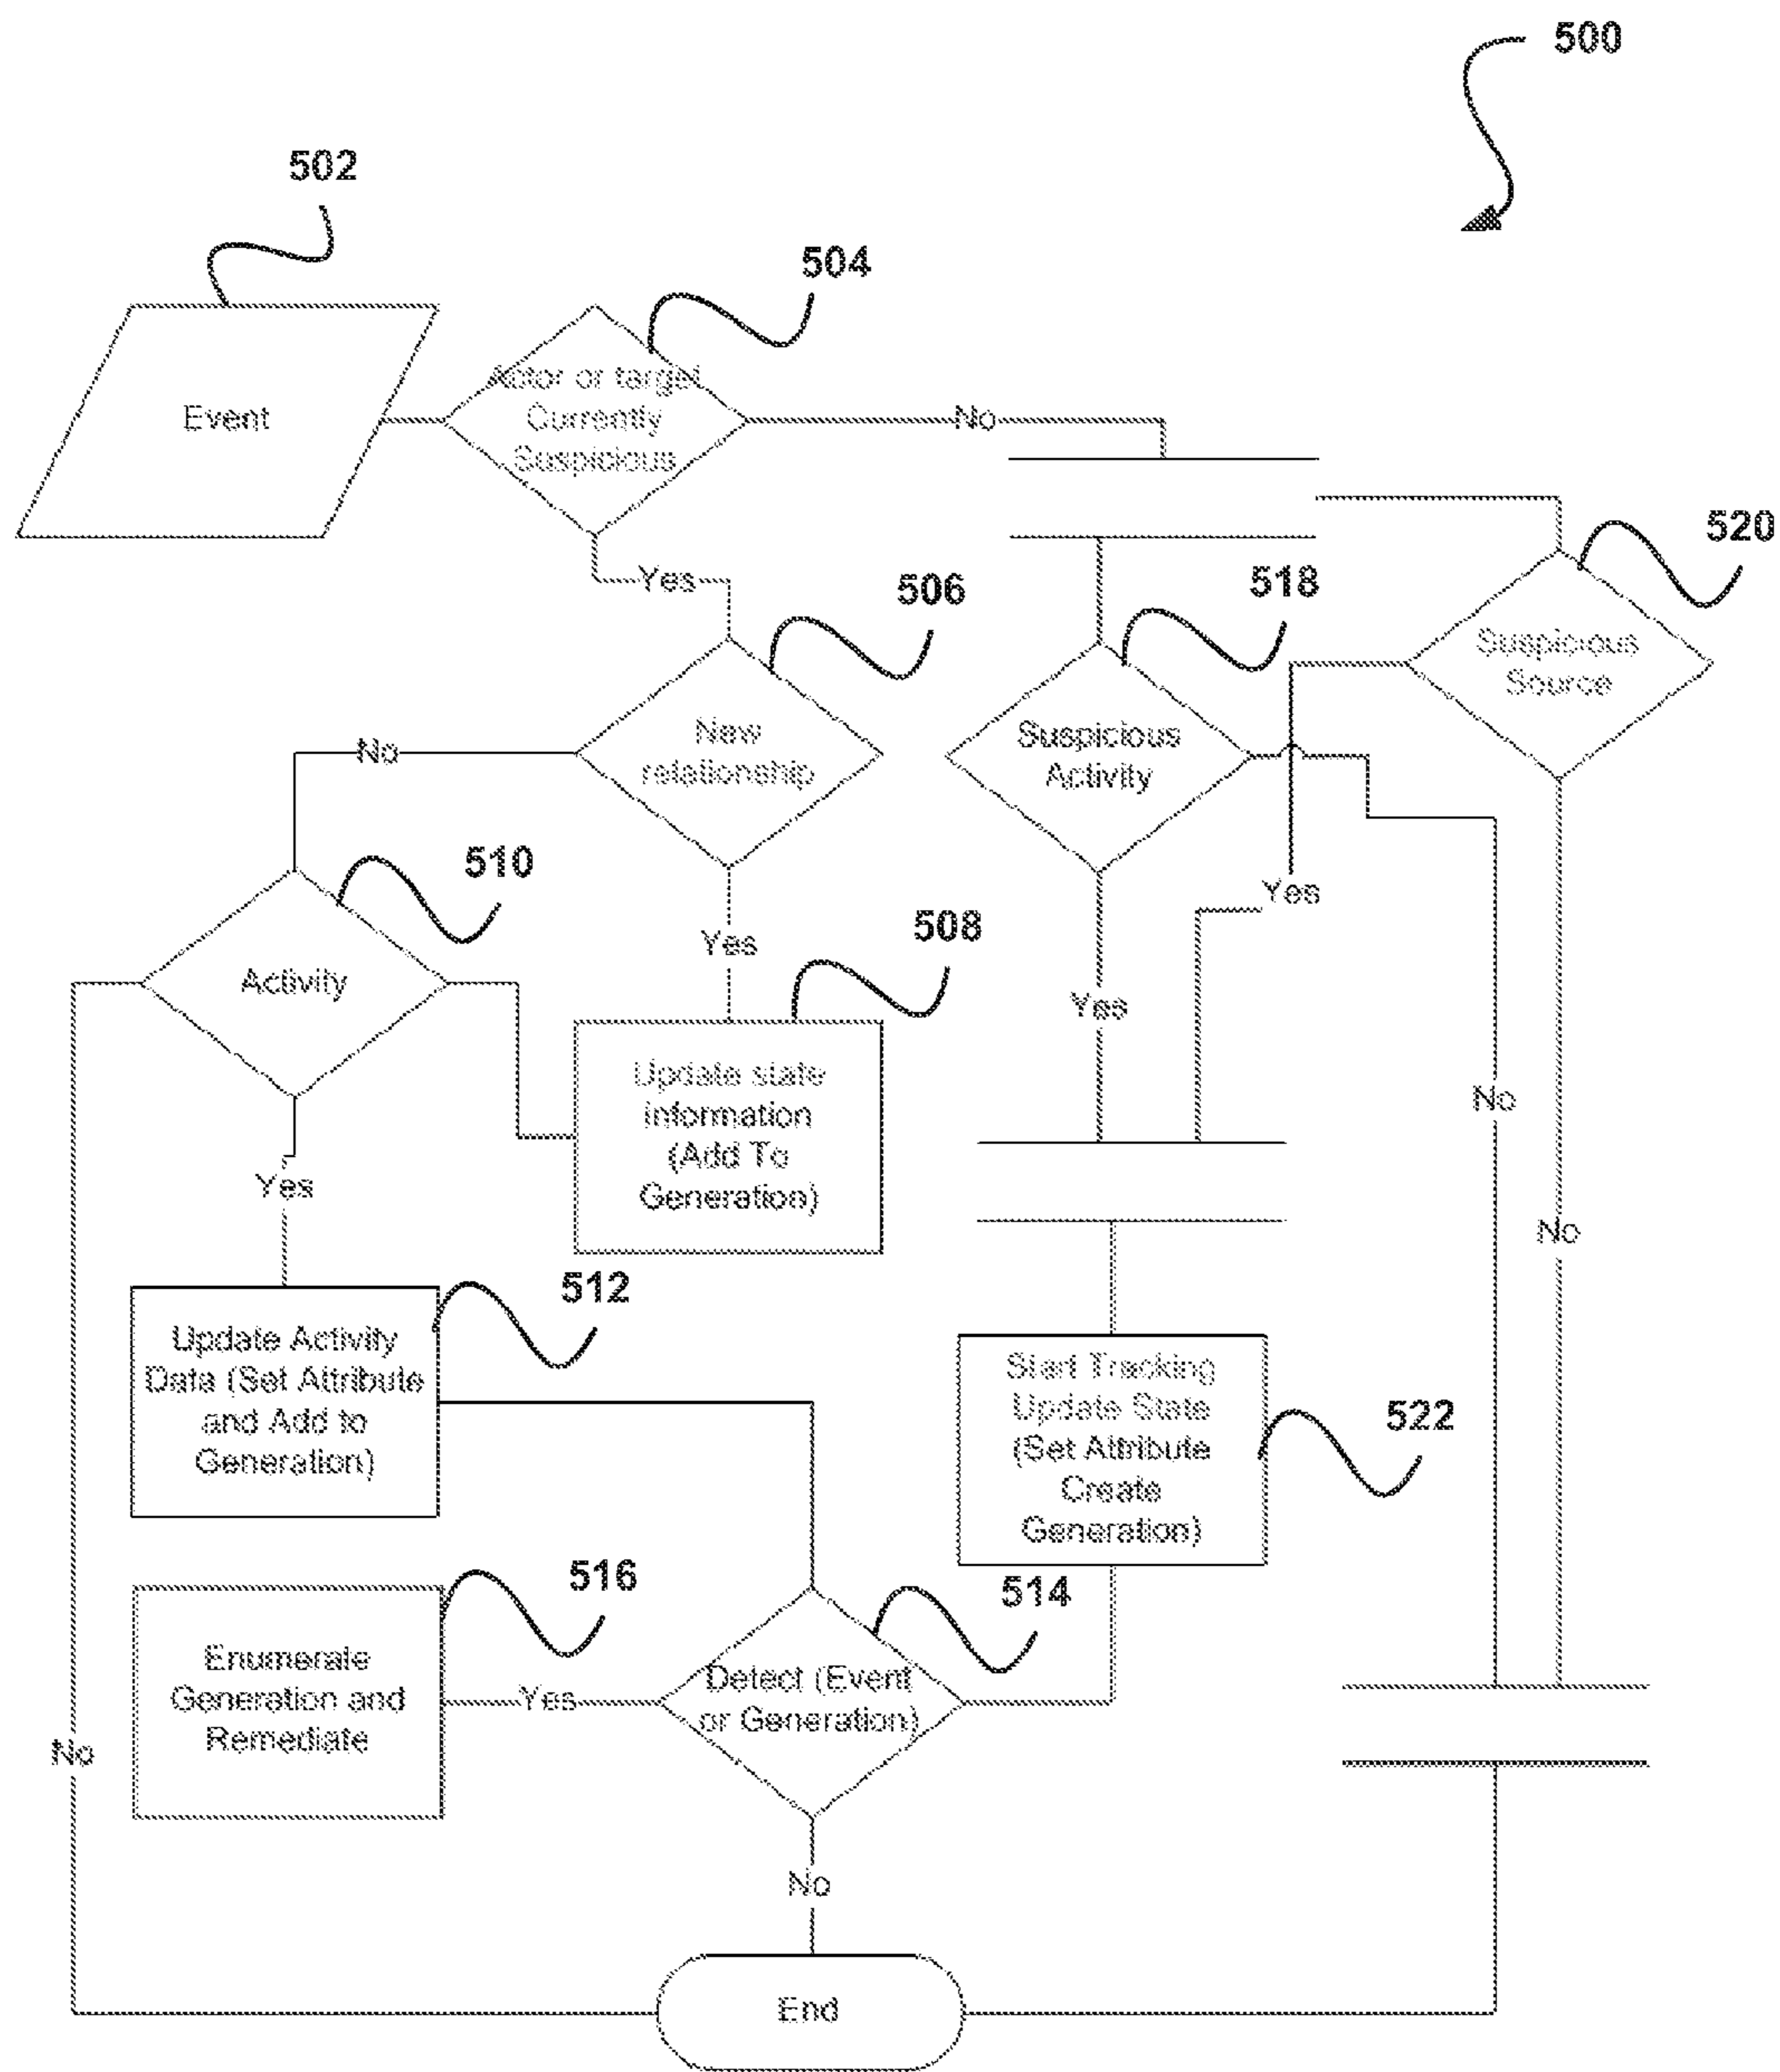 500
502
504
Event
Actor or target
Currently
Suspicious
No
520
Yes
506
518
Suspicious
Source
New
relationship
Suspicious
Activity
No
510
Yes
508
Yes
Activity
Yes
Update state
information
(Add To
Generation)
No
Yes
No
512
Update Activity
Data (Set Attribute
and Add to
Generation)
Start Tracking
Update State
(Set Attribute
Create
Generation)
522
516
514
Enumerate
Generation and
Remediate
Yes
Detect (Event
or Generation)
No
No
End